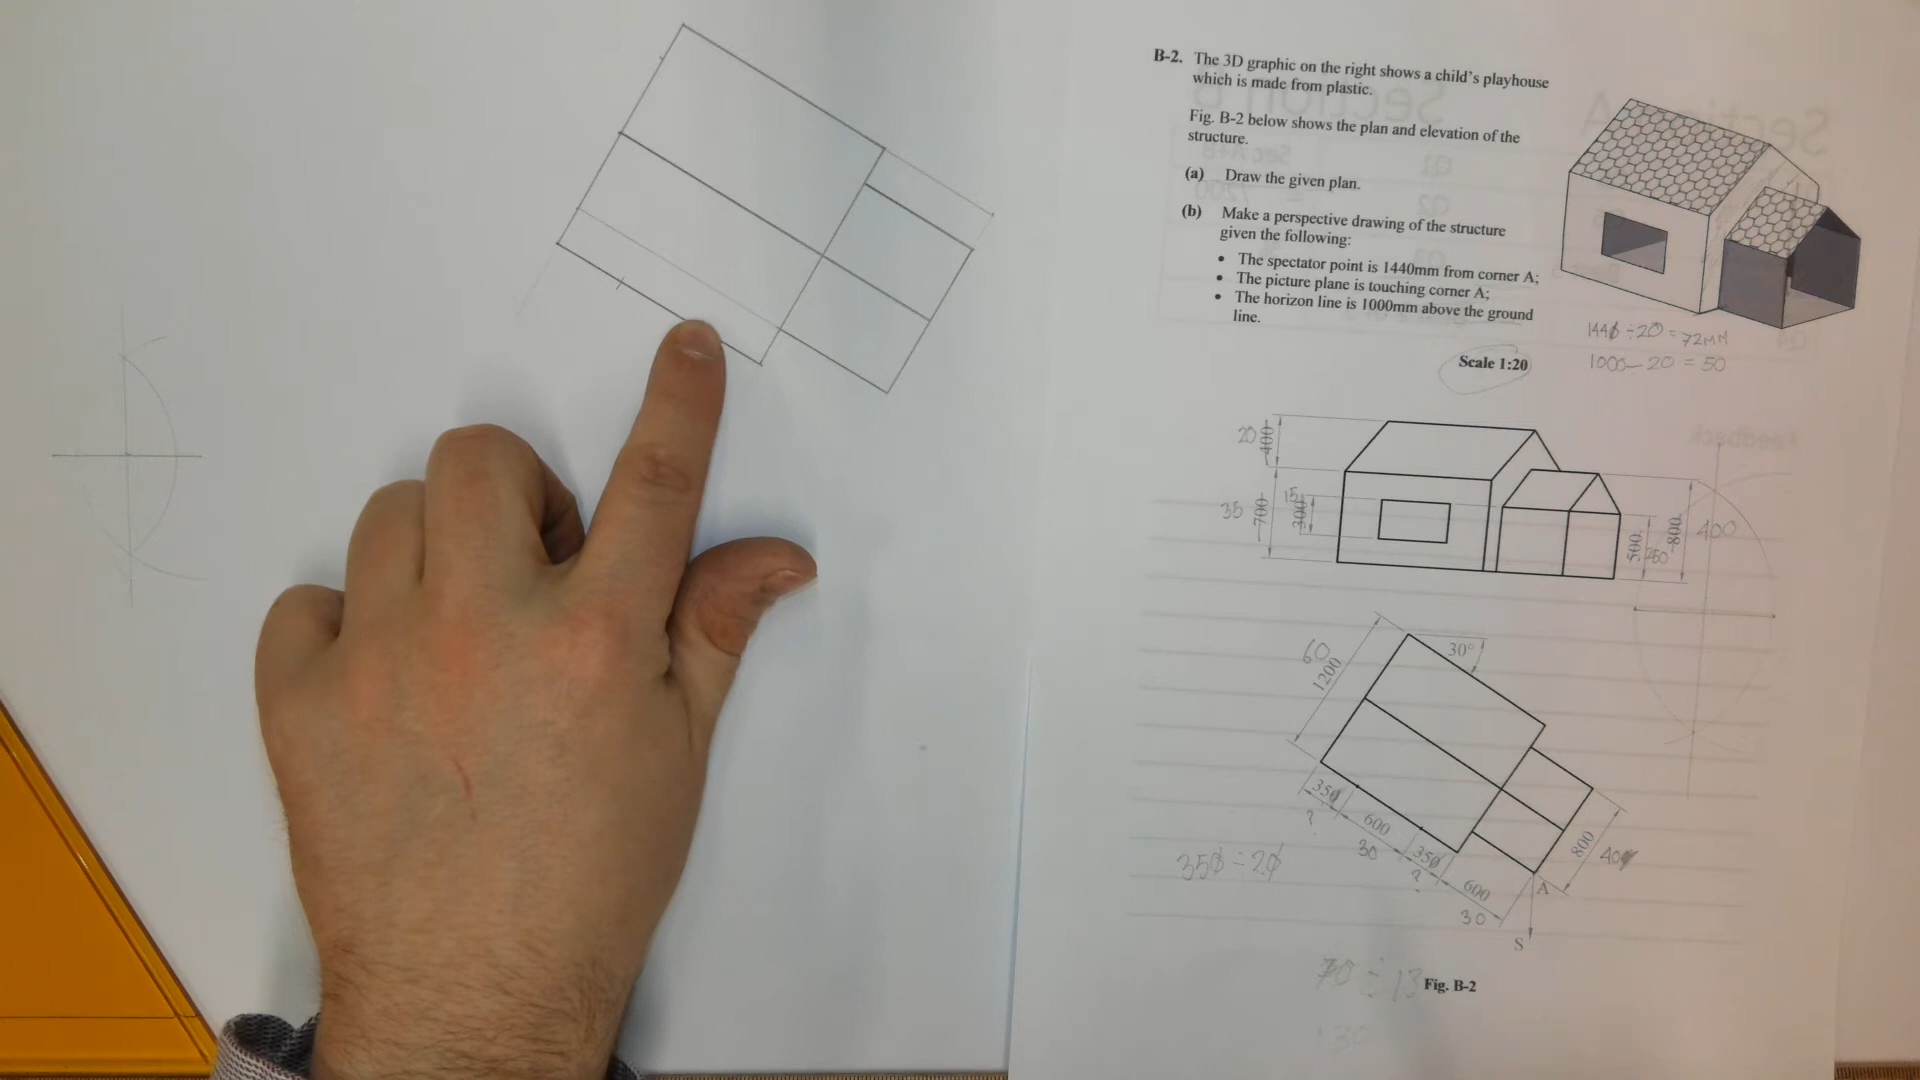 B-2. The 3D graphic on the right shows a child's playhouse
which is made from plastic.
Fig. B-2 below shows the plan and elevation of the
structure.
(a) Draw the given plan.
(b) Make a perspective drawing of the structure
given the following:
• The spectator point is 1440mm from corner A;
• The picture plane is touching corner A;
• The horizon line is 1000mm above the ground
line.
1440 ÷ 20 = 72MM
1000 – 20 = 50
Scale 1:20
20 400
35 700
15 300
500
800
400
60
1200
30°
350
?
600
30
350
?
600
30
800
40
A
S
350 ÷ 20
Fig. B-2